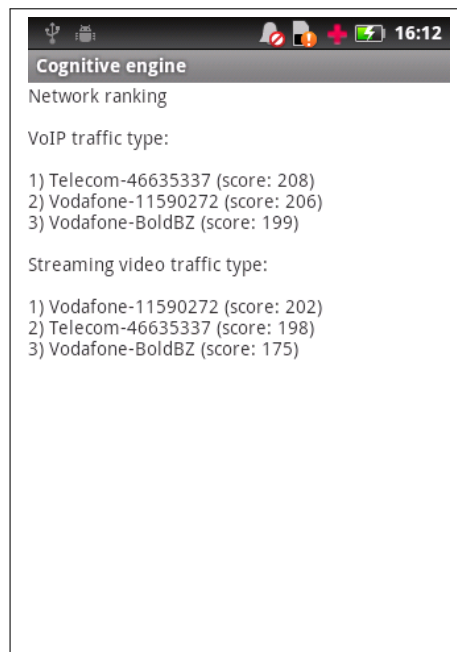 16:12
Cognitive engine
Network ranking
VoIP traffic type:
1) Telecom-46635337 (score: 208)
2) Vodafone-11590272 (score: 206)
3) Vodafone-BoldBZ (score: 199)
Streaming video traffic type:
1) Vodafone-11590272 (score: 202)
2) Telecom-46635337 (score: 198)
3) Vodafone-BoldBZ (score: 175)